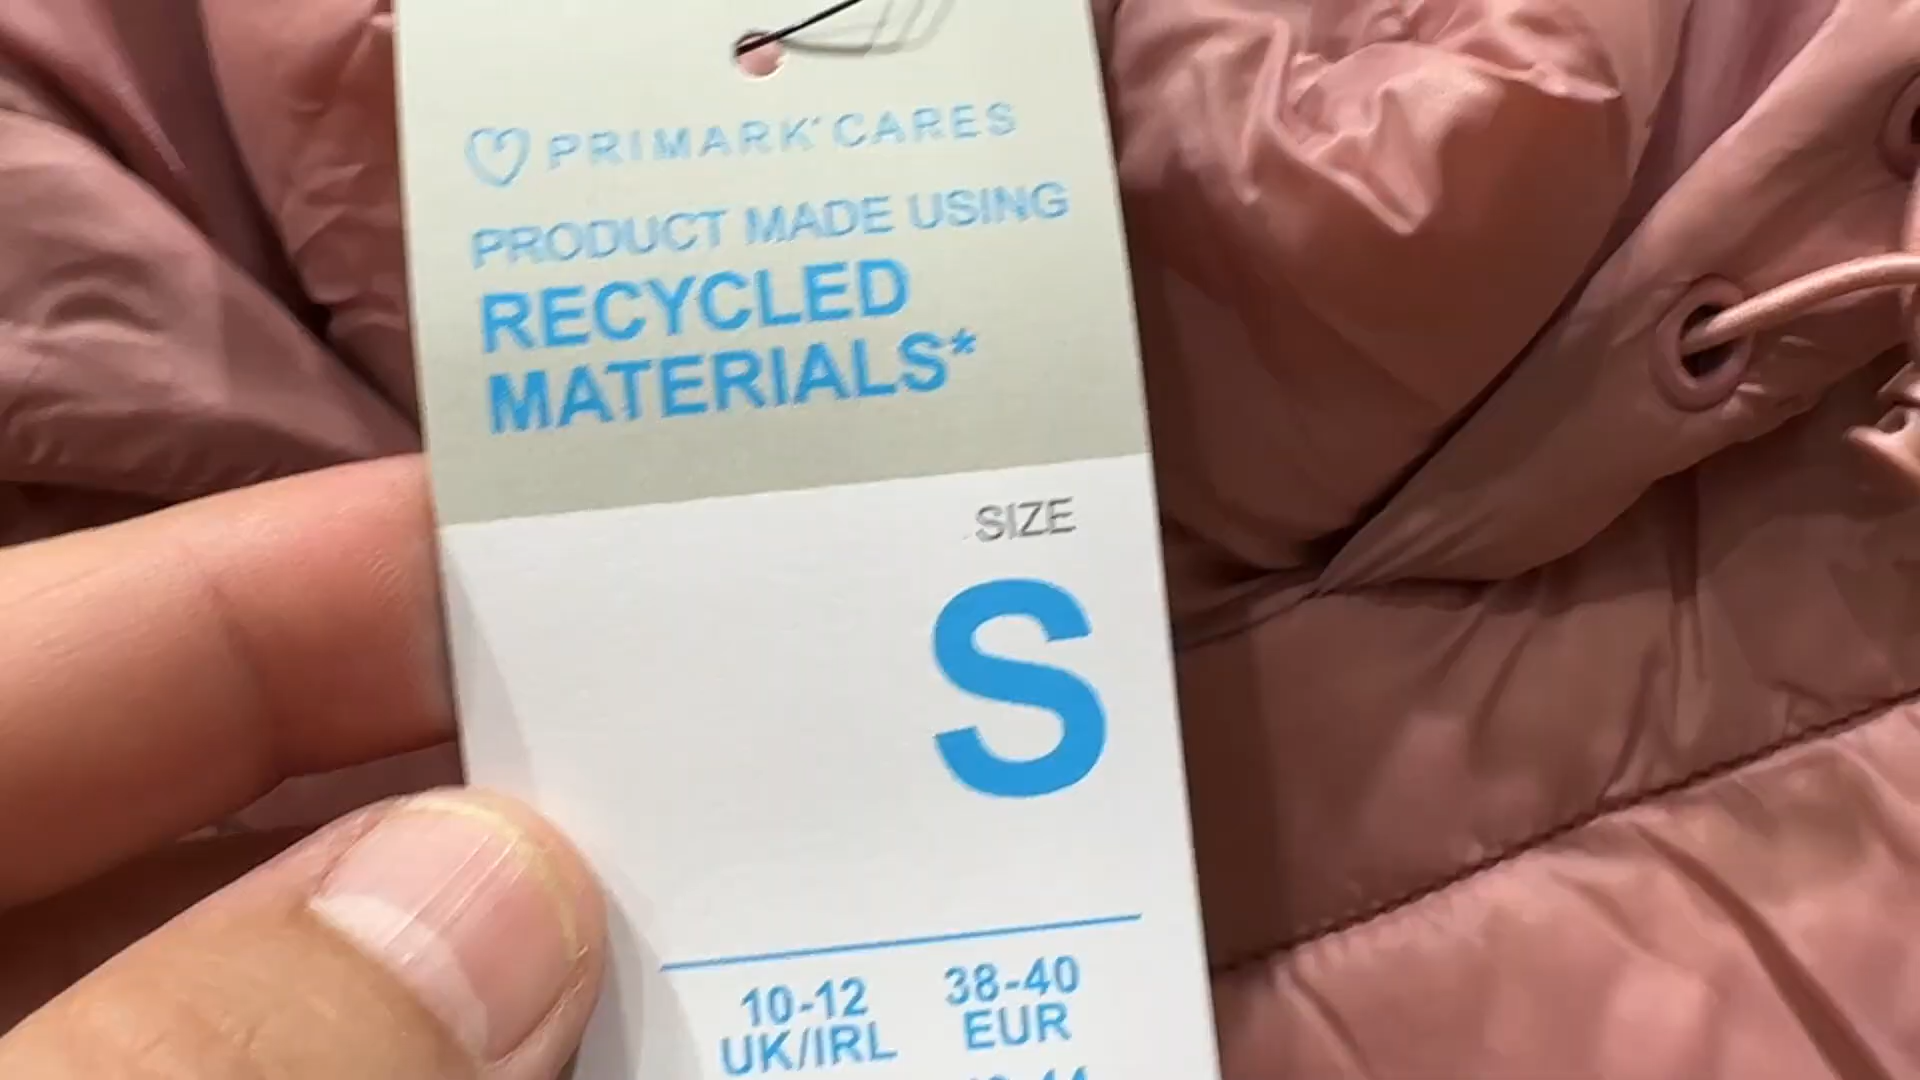 PRIMARK CARES
PRODUCT MADE USING
RECYCLED
MATERIALS*
SIZE
S
10-12 38-40
UK/IRL EUR